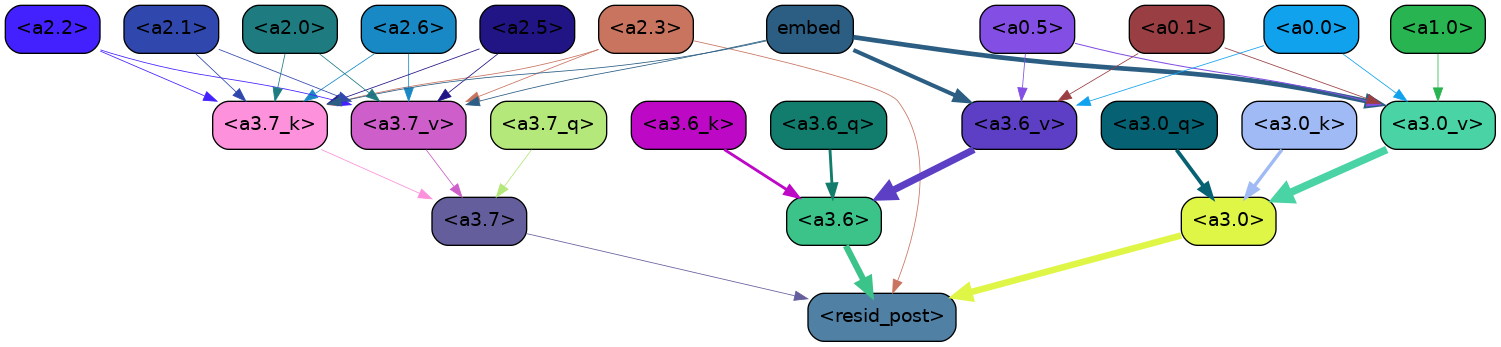 <a2.2> <a2.1> <a2.0> <a2.6> <a2.5> <a2.3> embed <a0.5> <a0.1> <a0.0> <a1.0>
<a3.7_k> <a3.7_v> <a3.7_q> <a3.6_k> <a3.6_q> <a3.6_v> <a3.0_q> <a3.0_k> <a3.0_v>
<a3.7> <a3.6> <a3.0>
<resid_post>